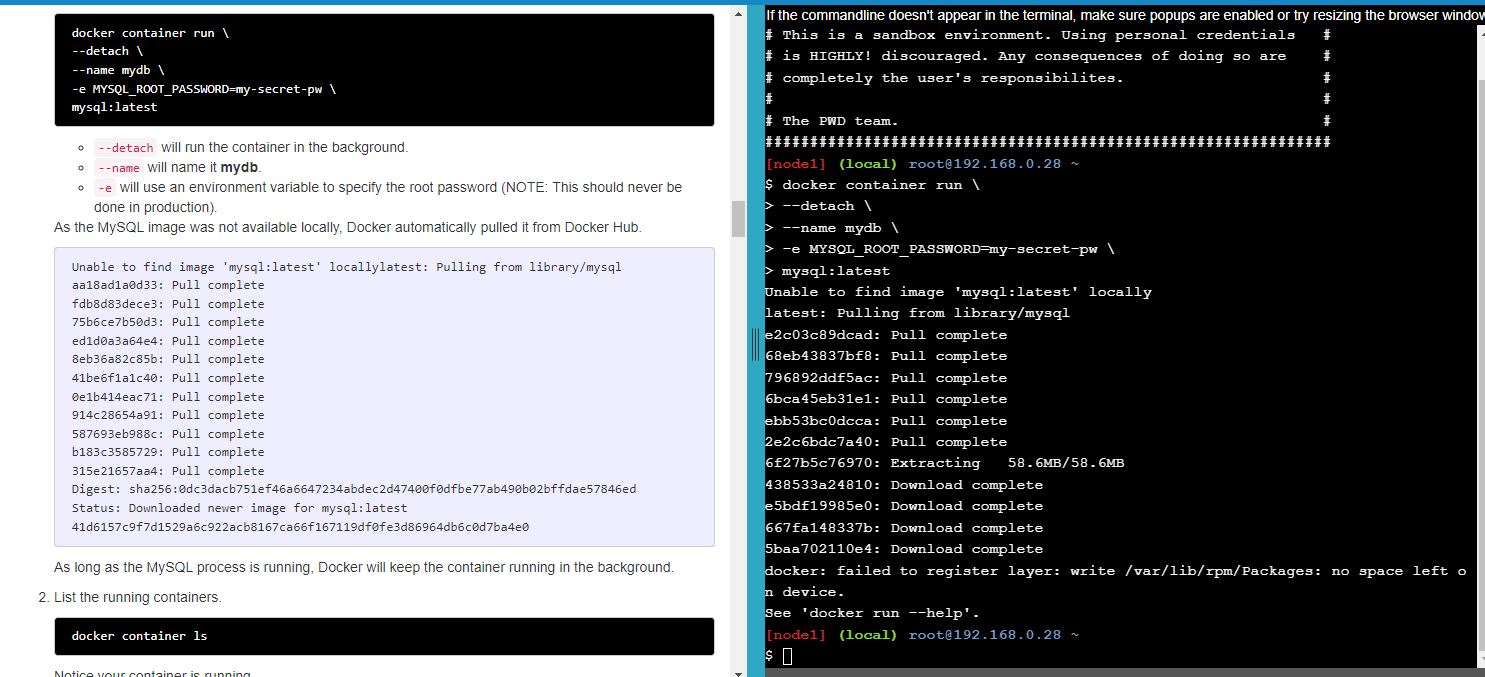 docker container run \
--detach \
--name mydb \
-e MYSQL_ROOT_PASSWORD=my-secret-pw \
mysql:latest
--detach will run the container in the background.
--name will name it mydb.
-e will use an environment variable to specify the root password (NOTE: This should never be
done in production).
As the MySQL image was not available locally, Docker automatically pulled it from Docker Hub.
Unable to find image 'mysql:latest' locallylatest: Pulling from library/mysql
aa18ad1a0d33: Pull complete
fdb8d83dece3: Pull complete
75b6ce7b50d3: Pull complete
ed1d0a3a64e4: Pull complete
8eb36a82c85b: Pull complete
41be6f1a1c40: Pull complete
0e1b414eac71: Pull complete
914c28654a91: Pull complete
587693eb988c: Pull complete
b183c3585729: Pull complete
315e21657aa4: Pull complete
Digest: sha256:0dc3dacb751ef46a6647234abdec2d47400f0dfbe77ab490b02bffdae57846ed
Status: Downloaded newer image for mysql:latest
41d6157c9f7d1529a6c922acb8167ca66f167119df0fe3d86964db6c0d7ba4e0
As long as the MySQL process is running, Docker will keep the container running in the background.
2. List the running containers.
docker container ls
Notice your container is running.
If the commandline doesn't appear in the terminal, make sure popups are enabled or try resizing the browser window
# This is a sandbox environment. Using personal credentials #
# is HIGHLY! discouraged. Any consequences of doing so are #
# completely the user's responsibilites. #
# #
# The PWD team. #
###############################################################
[node1] (local) root@192.168.0.28 ~
$ docker container run \
> --detach \
> --name mydb \
> -e MYSQL_ROOT_PASSWORD=my-secret-pw \
> mysql:latest
Unable to find image 'mysql:latest' locally
latest: Pulling from library/mysql
e2c03c89dcad: Pull complete
68eb43837bf8: Pull complete
796892ddf5ac: Pull complete
6bca45eb31e1: Pull complete
ebb53bc0dcca: Pull complete
2e2c6bdc7a40: Pull complete
6f27b5c76970: Extracting 58.6MB/58.6MB
438533a24810: Download complete
e5bdf19985e0: Download complete
667fa148337b: Download complete
5baa702110e4: Download complete
docker: failed to register layer: write /var/lib/rpm/Packages: no space left o
n device.
See 'docker run --help'.
[node1] (local) root@192.168.0.28 ~
$